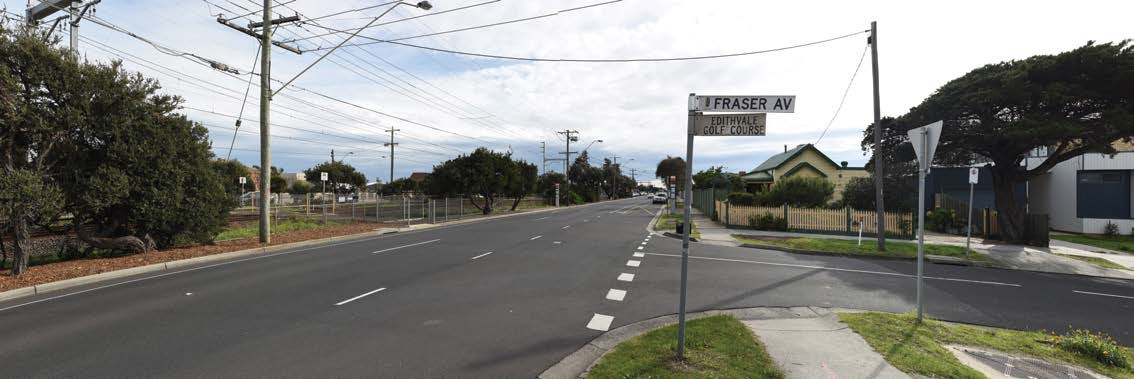 FRASER AV
EDITHVALE
GOLF COURSE